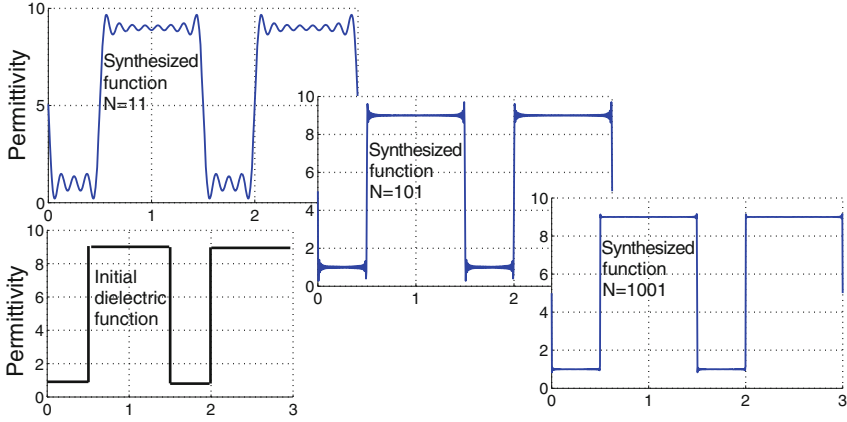 10
5
0
Permittivity
Synthesized
function
N=11
0
1
2
10
8
6
4
2
0
Synthesized
function
N=101
0
1
2
10
8
6
4
2
0
Permittivity
Initial
dielectric
function
0
1
2
3
10
8
6
4
2
0
Synthesized
function
N=1001
0
1
2
3